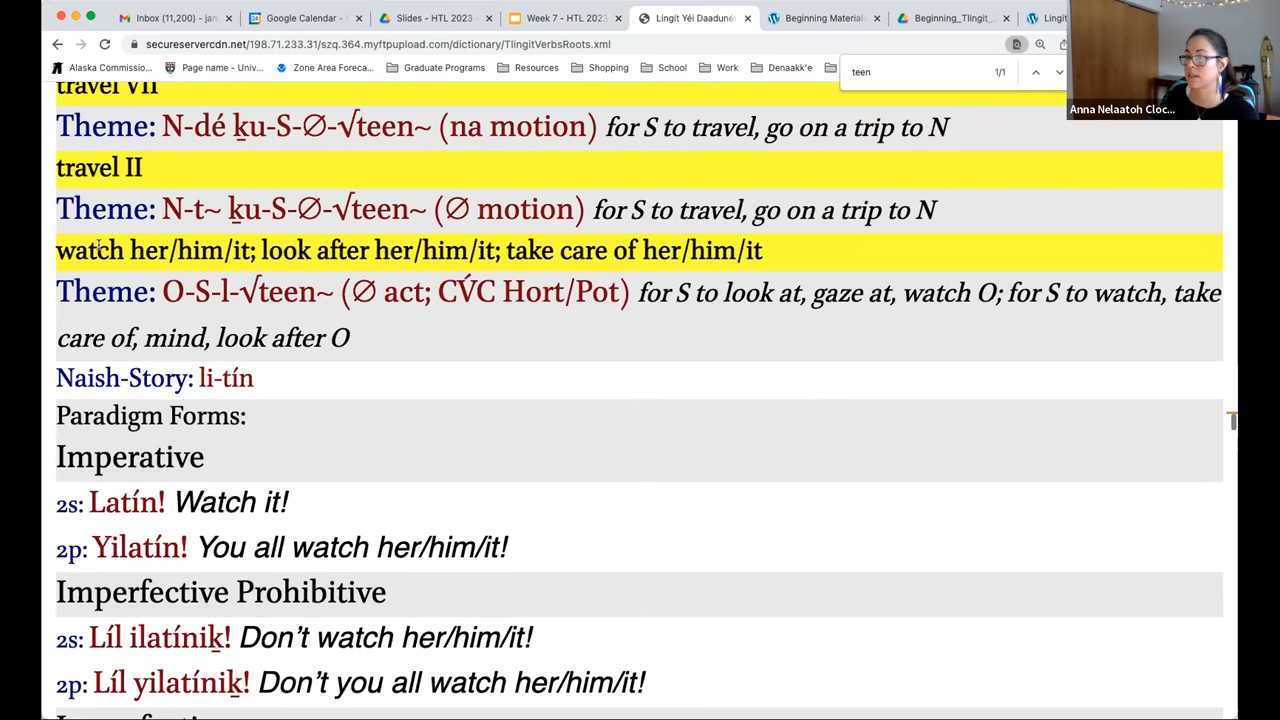 Inbox (11,200) - jan
Google Calendar -
Slides - HTL 2023 -
Week 7 - HTL 2023
Lingít Yéi Daaduné
Beginning Material
Beginning_Tlingit_
Lingít
secureservercdn.net/198.71.233.31/szq.364.myftpupload.com/dictionary/TlingitVerbsRoots.xml
Alaska Commissio...
Page name - Univ...
Zone Area Foreca...
Graduate Programs
Resources
Shopping
School
Work
Denaakk'e
teen
1/1
Anna Nelaatoh Cloc...
travel VII
Theme: N-dé ḵu-S-∅-√teen~ (na motion) for S to travel, go on a trip to N
travel II
Theme: N-t~ ḵu-S-∅-√teen~ (∅ motion) for S to travel, go on a trip to N
watch her/him/it; look after her/him/it; take care of her/him/it
Theme: O-S-l-√teen~ (∅ act; CV́C Hort/Pot) for S to look at, gaze at, watch O; for S to watch, take
care of, mind, look after O
Naish-Story: li-tín
Paradigm Forms:
Imperative
2s: Latín! Watch it!
2p: Yilatín! You all watch her/him/it!
Imperfective Prohibitive
2s: Líl ilatíniḵ! Don't watch her/him/it!
2p: Líl yilatíniḵ! Don't you all watch her/him/it!